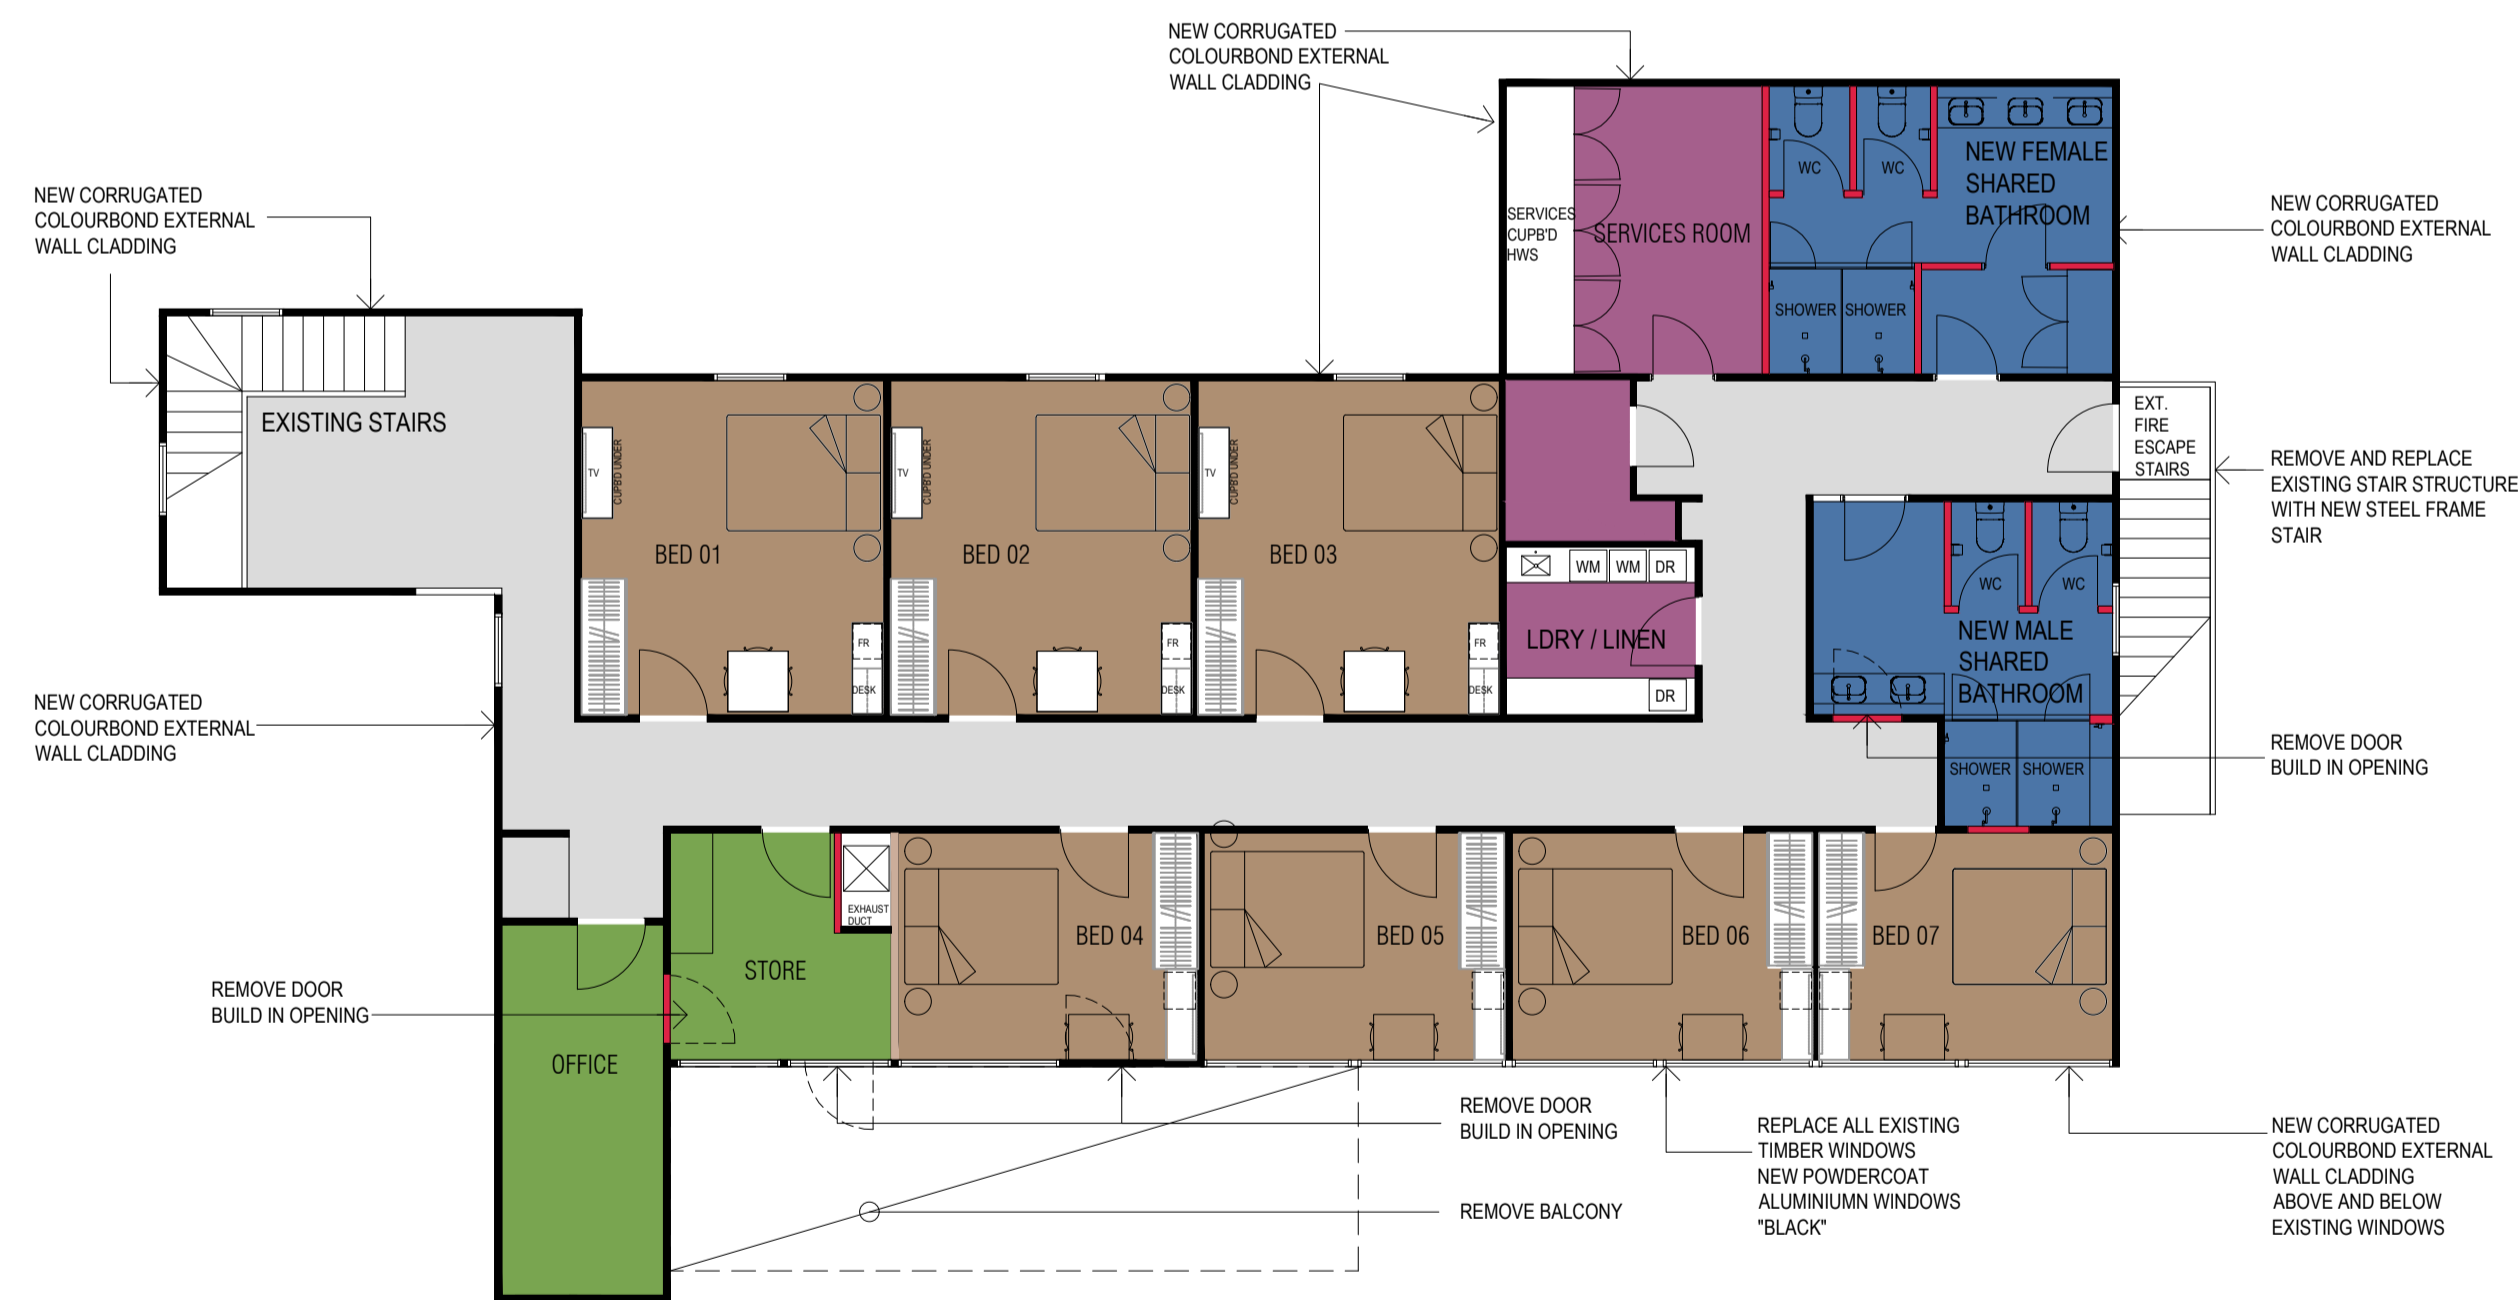 NEW CORRUGATED
COLOURBOND EXTERNAL
WALL CLADDING
NEW CORRUGATED
COLOURBOND EXTERNAL
WALL CLADDING
NEW CORRUGATED
COLOURBOND EXTERNAL
WALL CLADDING
WC
WC
NEW FEMALE
SHARED
BATHROOM
SERVICES
CUPB'D
HWS
SERVICES ROOM
SHOWER
SHOWER
EXISTING STAIRS
EXT.
FIRE
ESCAPE
STAIRS
REMOVE AND REPLACE
EXISTING STAIR STRUCTURE
WITH NEW STEEL FRAME
STAIR
TV
CUPB'D UNDER
TV
CUPB'D UNDER
TV
CUPB'D UNDER
BED 01
BED 02
BED 03
WM
WM
DR
WC
WC
FR
FR
FR
LDRY / LINEN
NEW MALE
SHARED
BATHROOM
DESK
DESK
DESK
DR
NEW CORRUGATED
COLOURBOND EXTERNAL
WALL CLADDING
REMOVE DOOR
BUILD IN OPENING
SHOWER
SHOWER
EXHAUST
DUCT
BED 04
BED 05
BED 06
BED 07
STORE
REMOVE DOOR
BUILD IN OPENING
OFFICE
REMOVE DOOR
BUILD IN OPENING
REPLACE ALL EXISTING
TIMBER WINDOWS
NEW POWDERCOAT
ALUMINIUMN WINDOWS
"BLACK"
NEW CORRUGATED
COLOURBOND EXTERNAL
WALL CLADDING
ABOVE AND BELOW
EXISTING WINDOWS
REMOVE BALCONY